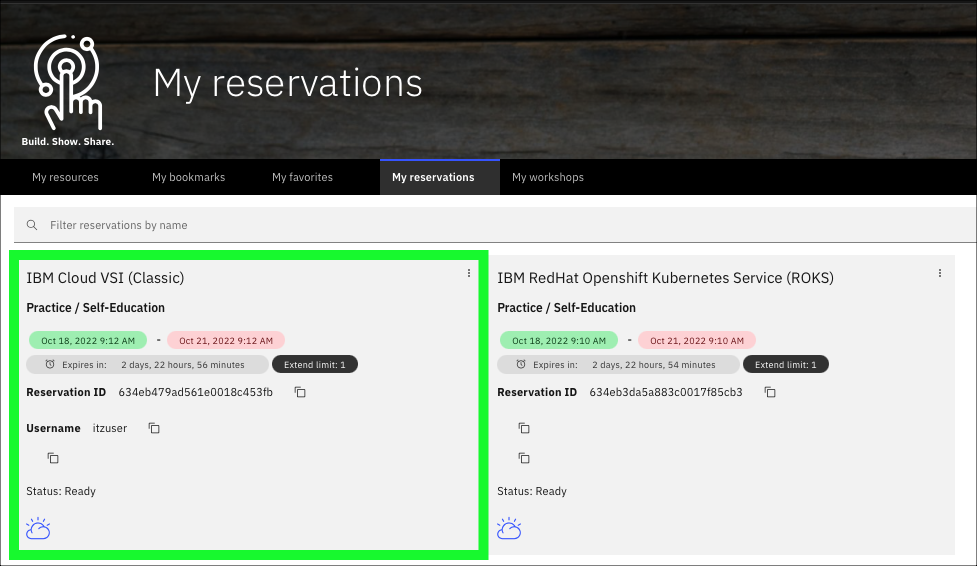 My reservations
Build. Show. Share.
My resources
My bookmarks
My favorites
My reservations
My workshops
Filter reservations by name
IBM Cloud VSI (Classic)
Practice / Self-Education
Oct 18, 2022 9:12 AM - Oct 21, 2022 9:12 AM
Expires in: 2 days, 22 hours, 56 minutes Extend limit: 1
Reservation ID 634eb479ad561e0018c453fb
Username itzuser
Status: Ready
IBM RedHat Openshift Kubernetes Service (ROKS)
Practice / Self-Education
Oct 18, 2022 9:10 AM - Oct 21, 2022 9:10 AM
Expires in: 2 days, 22 hours, 54 minutes Extend limit: 1
Reservation ID 634eb3da5a883c0017f85cb3
Status: Ready